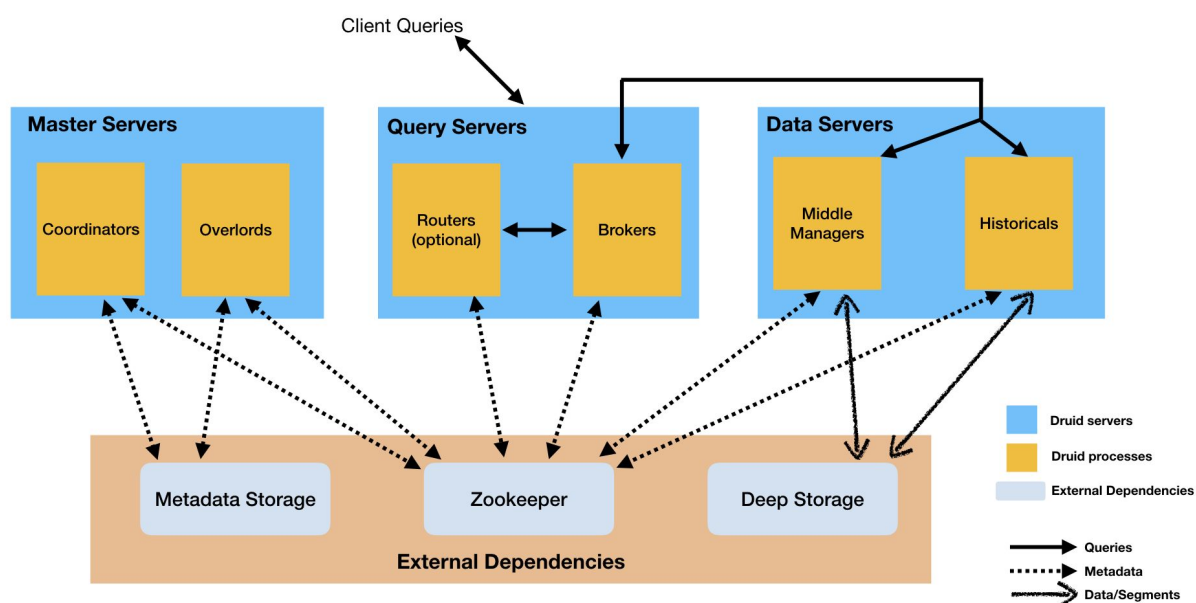 Client Queries
Master Servers
Query Servers
Data Servers
Coordinators
Overlords
Routers
(optional)
Brokers
Middle
Managers
Historicals
Druid servers
Druid processes
External Dependencies
Metadata Storage
Zookeeper
Deep Storage
External Dependencies
Queries
Metadata
Data/Segments